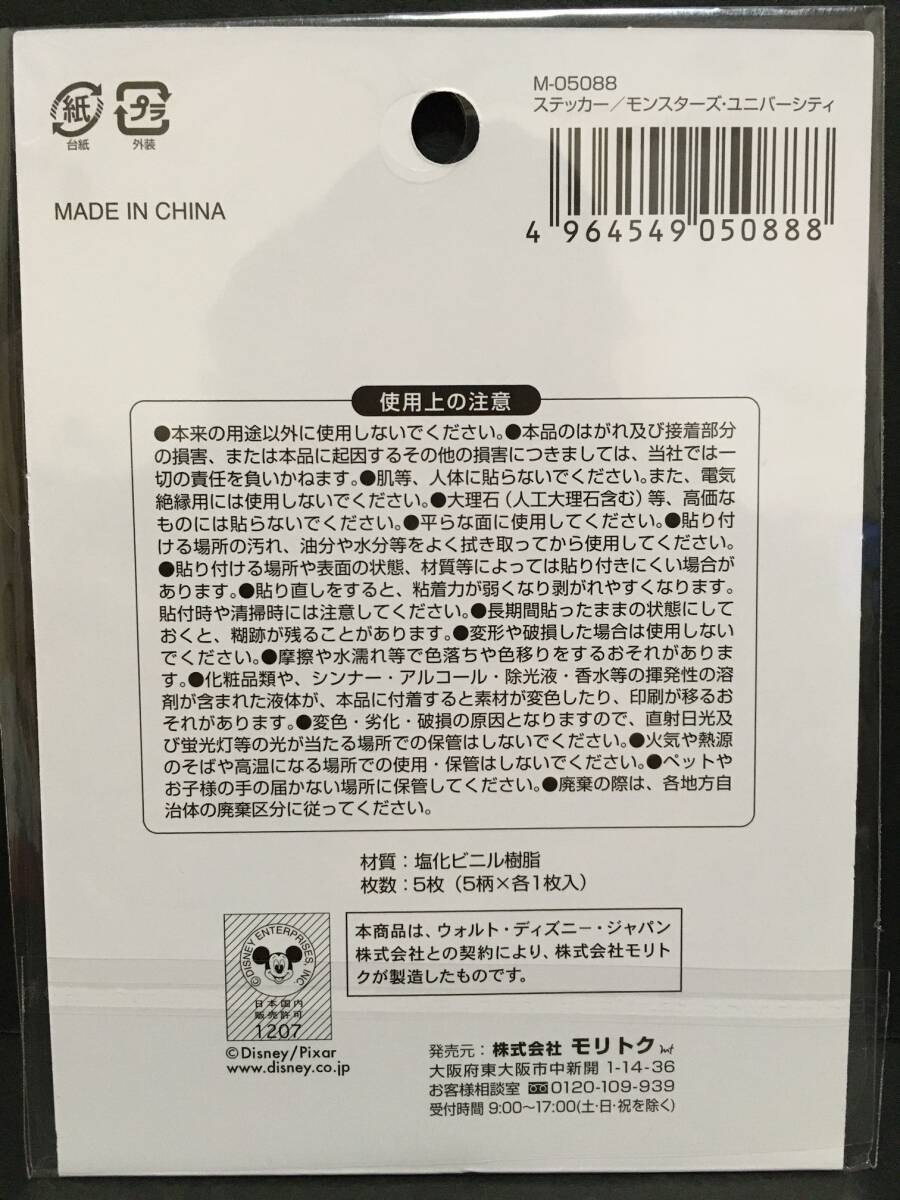 紙
台紙
プラ
外装
MADE IN CHINA
M-05088
ステッカー／モンスターズ・ユニバーシティ
4 964549 050888
使用上の注意
●本来の用途以外に使用しないでください。●本品のはがれ及び接着部分
の損害、または本品に起因するその他の損害につきましては、当社では一
切の責任を負いかねます。●肌等、人体に貼らないでください。また、電気
絶縁用には使用しないでください。●大理石（人工大理石含む）等、高価な
ものには貼らないでください。●平らな面に使用してください。●貼り付
ける場所の汚れ、油分や水分等をよく拭き取ってから使用してください。
●貼り付ける場所や表面の状態、材質等によっては貼り付きにくい場合が
あります。●貼り直しをすると、粘着力が弱くなり剥がれやすくなります。
貼付時や清掃時には注意してください。●長期間貼ったままの状態にして
おくと、糊跡が残ることがあります。●変形や破損した場合は使用しない
でください。●摩擦や水濡れ等で色落ちや色移りをするおそれがありま
す。●化粧品類や、シンナー・アルコール・除光液・香水等の揮発性の溶
剤が含まれた液体が、本品に付着すると素材が変色したり、印刷が移るお
それがあります。●変色・劣化・破損の原因となりますので、直射日光及
び蛍光灯等の光が当たる場所での保管はしないでください。●火気や熱源
のそばや高温になる場所での使用・保管はしないでください。●ペットや
お子様の手の届かない場所に保管してください。●廃棄の際は、各地方自
治体の廃棄区分に従ってください。
材質：塩化ビニル樹脂
枚数：5枚（5柄×各1枚入）
©DISNEY ENTERPRISES, INC.
日本国内
販売許可
1207
©Disney/Pixar
www.disney.co.jp
本商品は、ウォルト・ディズニー・ジャパン
株式会社との契約により、株式会社モリト
クが製造したものです。
発売元：株式会社 モリトク
大阪府東大阪市中新開 1-14-36
お客様相談室 0120-109-939
受付時間 9:00〜17:00(土・日・祝を除く)